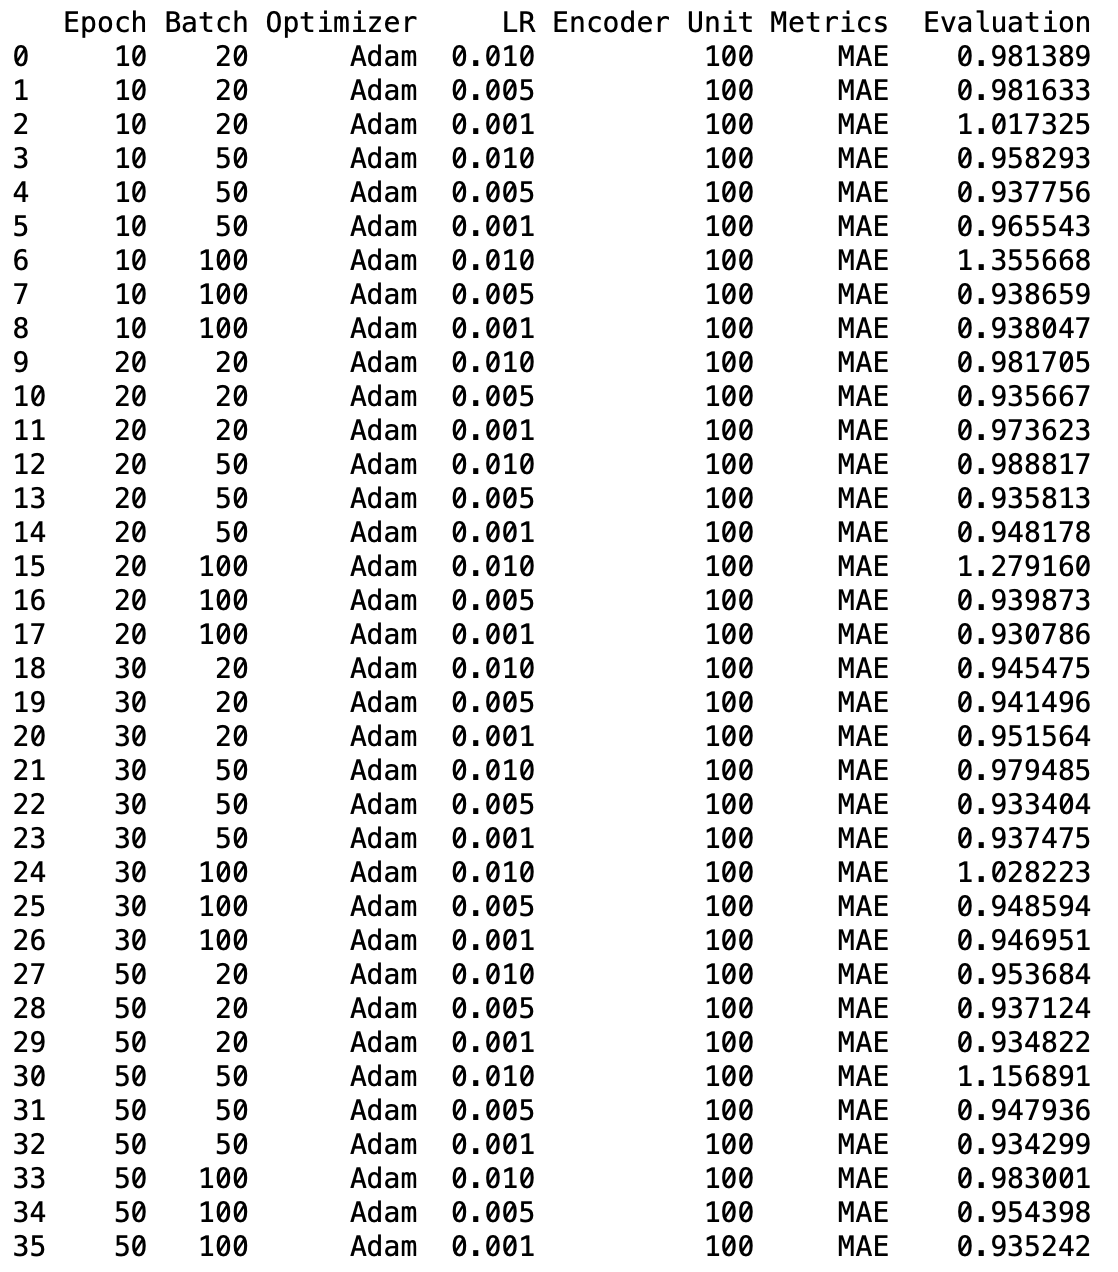 Epoch Batch Optimizer LR Encoder Unit Metrics Evaluation
0 10 20 Adam 0.010 100 MAE 0.981389
1 10 20 Adam 0.005 100 MAE 0.981633
2 10 20 Adam 0.001 100 MAE 1.017325
3 10 50 Adam 0.010 100 MAE 0.958293
4 10 50 Adam 0.005 100 MAE 0.937756
5 10 50 Adam 0.001 100 MAE 0.965543
6 10 100 Adam 0.010 100 MAE 1.355668
7 10 100 Adam 0.005 100 MAE 0.938659
8 10 100 Adam 0.001 100 MAE 0.938047
9 20 20 Adam 0.010 100 MAE 0.981705
10 20 20 Adam 0.005 100 MAE 0.935667
11 20 20 Adam 0.001 100 MAE 0.973623
12 20 50 Adam 0.010 100 MAE 0.988817
13 20 50 Adam 0.005 100 MAE 0.935813
14 20 50 Adam 0.001 100 MAE 0.948178
15 20 100 Adam 0.010 100 MAE 1.279160
16 20 100 Adam 0.005 100 MAE 0.939873
17 20 100 Adam 0.001 100 MAE 0.930786
18 30 20 Adam 0.010 100 MAE 0.945475
19 30 20 Adam 0.005 100 MAE 0.941496
20 30 20 Adam 0.001 100 MAE 0.951564
21 30 50 Adam 0.010 100 MAE 0.979485
22 30 50 Adam 0.005 100 MAE 0.933404
23 30 50 Adam 0.001 100 MAE 0.937475
24 30 100 Adam 0.010 100 MAE 1.028223
25 30 100 Adam 0.005 100 MAE 0.948594
26 30 100 Adam 0.001 100 MAE 0.946951
27 50 20 Adam 0.010 100 MAE 0.953684
28 50 20 Adam 0.005 100 MAE 0.937124
29 50 20 Adam 0.001 100 MAE 0.934822
30 50 50 Adam 0.010 100 MAE 1.156891
31 50 50 Adam 0.005 100 MAE 0.947936
32 50 50 Adam 0.001 100 MAE 0.934299
33 50 100 Adam 0.010 100 MAE 0.983001
34 50 100 Adam 0.005 100 MAE 0.954398
35 50 100 Adam 0.001 100 MAE 0.935242